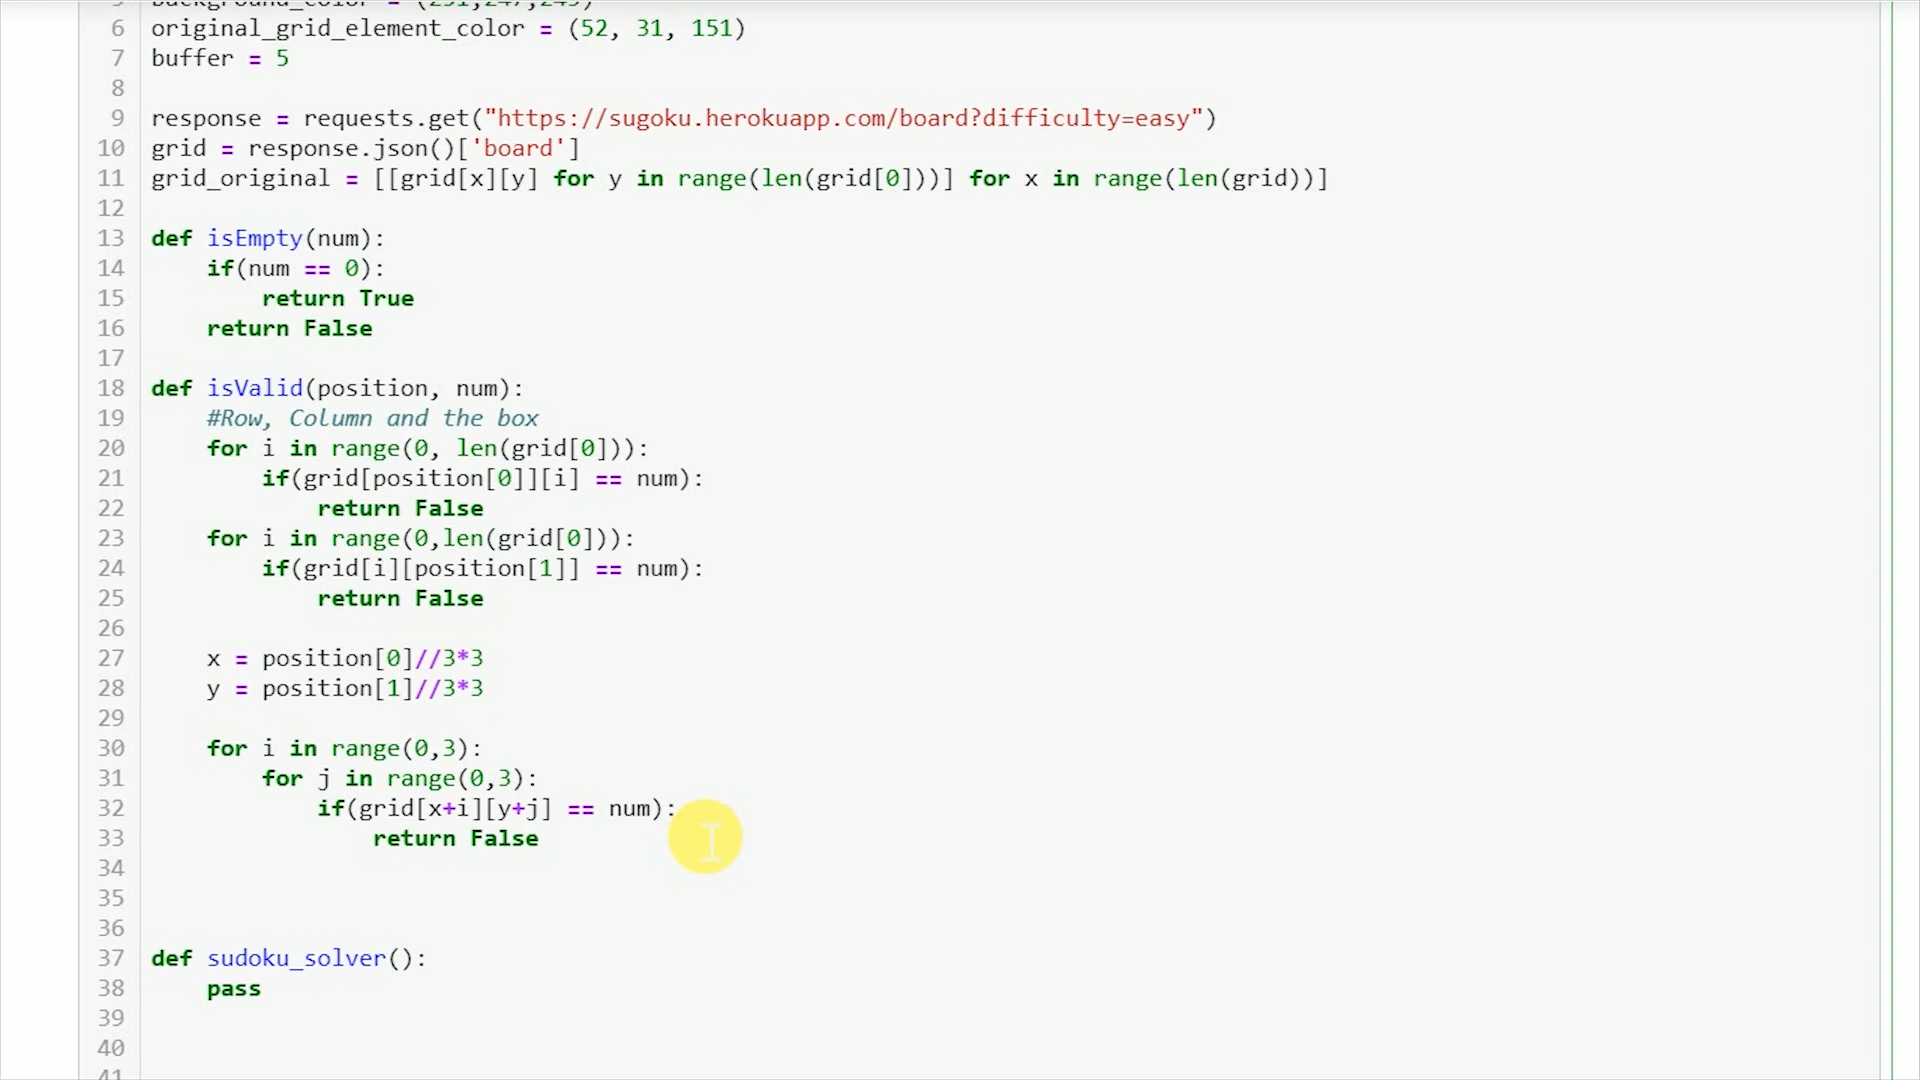 5 background_color = (251,247,245)
6 original_grid_element_color = (52, 31, 151)
7 buffer = 5
8
9 response = requests.get("https://sugoku.herokuapp.com/board?difficulty=easy")
10 grid = response.json()['board']
11 grid_original = [[grid[x][y] for y in range(len(grid[0]))] for x in range(len(grid))]
12
13 def isEmpty(num):
14     if(num == 0):
15         return True
16     return False
17
18 def isValid(position, num):
19     #Row, Column and the box
20     for i in range(0, len(grid[0])):
21         if(grid[position[0]][i] == num):
22             return False
23     for i in range(0,len(grid[0])):
24         if(grid[i][position[1]] == num):
25             return False
26
27     x = position[0]//3*3
28     y = position[1]//3*3
29
30     for i in range(0,3):
31         for j in range(0,3):
32             if(grid[x+i][y+j] == num):
33                 return False
34
35
36
37 def sudoku_solver():
38     pass
39
40
41